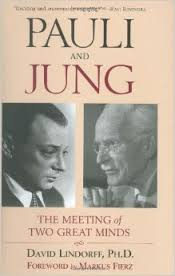 PAULI
AND
JUNG
THE MEETING of
TWO GREAT MINDS
DAVID LINDORFF, PH.D.
FOREWORD by MARKUS FIERZ